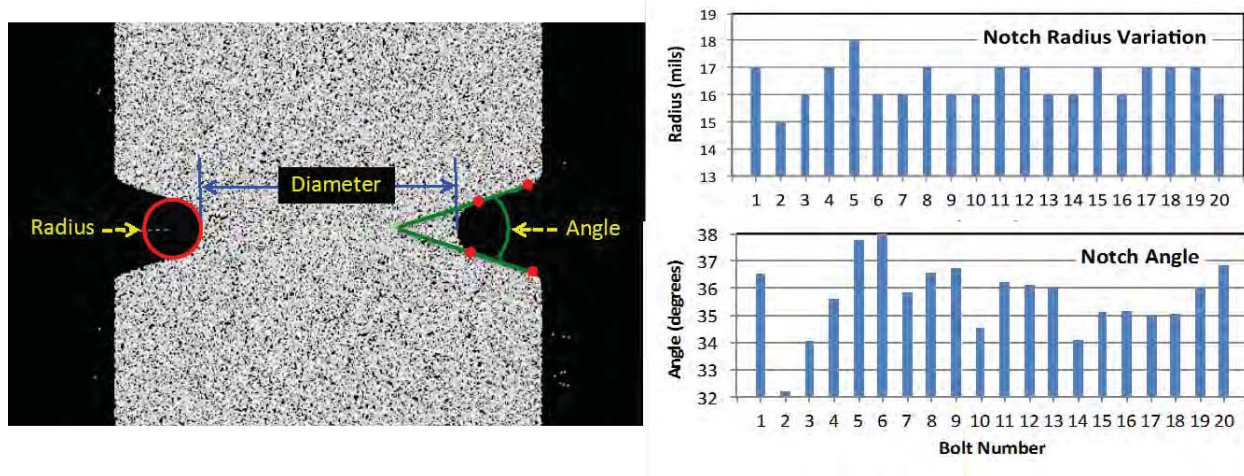 Diameter
Radius
Angle
Notch Radius Variation
Radius (mils)
19
18
17
16
15
14
13
1 2 3 4 5 6 7 8 9 10 11 12 13 14 15 16 17 18 19 20
Notch Angle
Angle (degrees)
38
37
36
35
34
33
32
1 2 3 4 5 6 7 8 9 10 11 12 13 14 15 16 17 18 19 20
Bolt Number